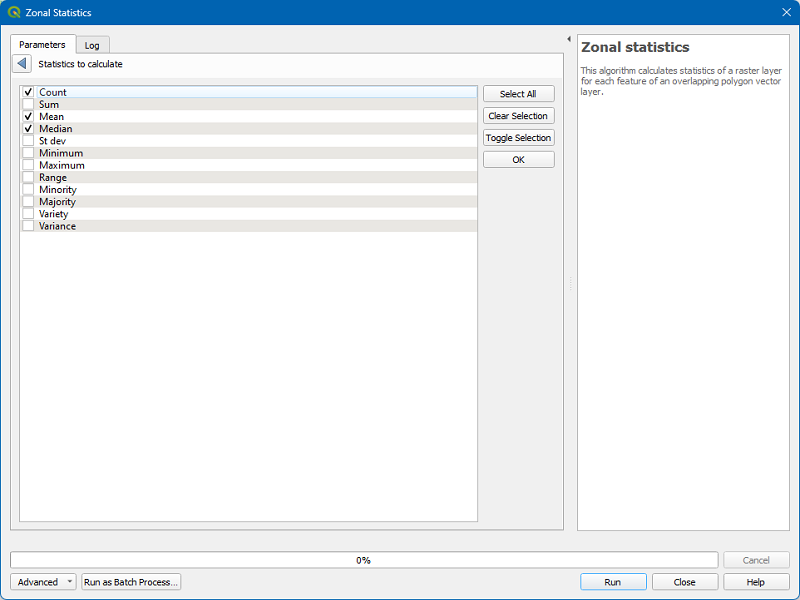 Zonal Statistics
Parameters
Log
Statistics to calculate
Count
Sum
Mean
Median
St dev
Minimum
Maximum
Range
Minority
Majority
Variety
Variance
Select All
Clear Selection
Toggle Selection
OK
Zonal statistics
This algorithm calculates statistics of a raster layer
for each feature of an overlapping polygon vector
layer.
0%
Cancel
Advanced
Run as Batch Process...
Run
Close
Help